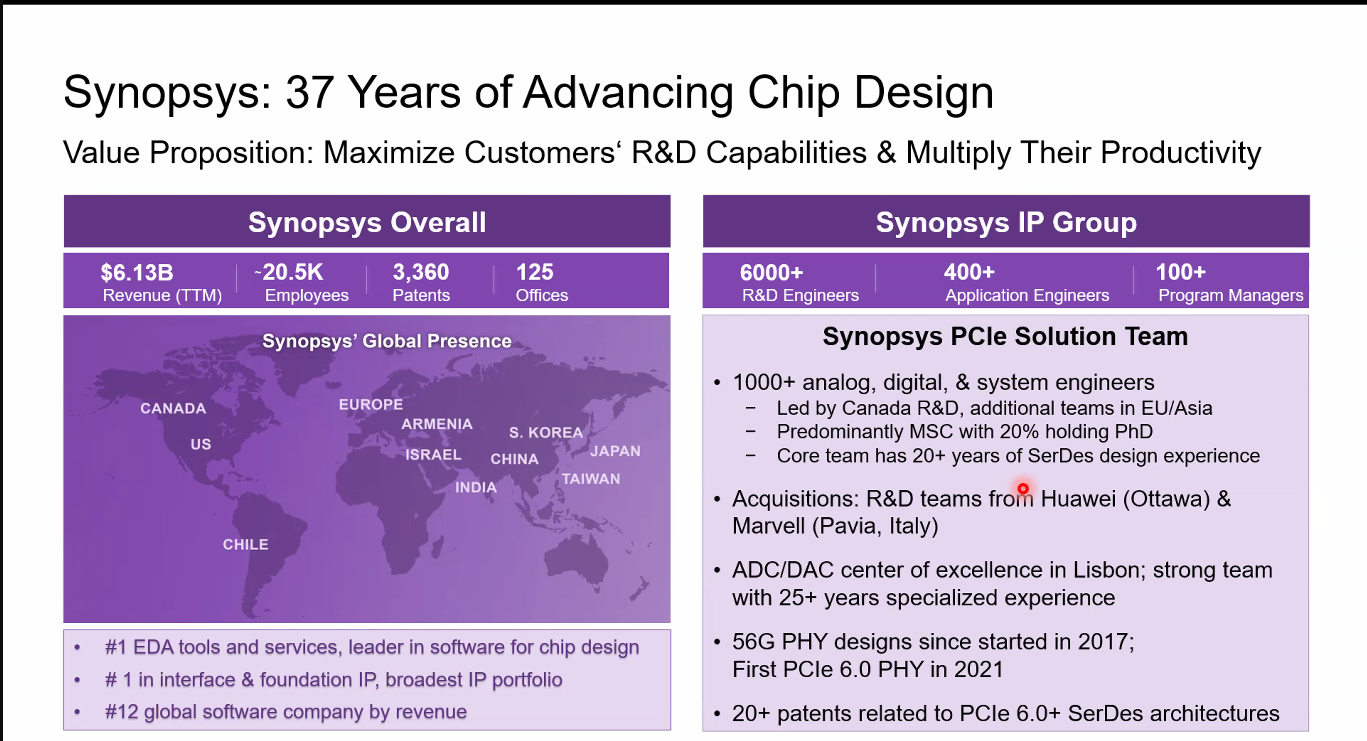 Synopsys: 37 Years of Advancing Chip Design
Value Proposition: Maximize Customers‘ R&D Capabilities & Multiply Their Productivity
Synopsys Overall
$6.13B
Revenue (TTM)
~20.5K
Employees
3,360
Patents
125
Offices
Synopsys’ Global Presence
CANADA
US
CHILE
EUROPE
ARMENIA
ISRAEL
INDIA
S. KOREA
CHINA
JAPAN
TAIWAN
• #1 EDA tools and services, leader in software for chip design
• # 1 in interface & foundation IP, broadest IP portfolio
• #12 global software company by revenue
Synopsys IP Group
6000+
R&D Engineers
400+
Application Engineers
100+
Program Managers
Synopsys PCIe Solution Team
• 1000+ analog, digital, & system engineers
− Led by Canada R&D, additional teams in EU/Asia
− Predominantly MSC with 20% holding PhD
− Core team has 20+ years of SerDes design experience
• Acquisitions: R&D teams from Huawei (Ottawa) &
Marvell (Pavia, Italy)
• ADC/DAC center of excellence in Lisbon; strong team
with 25+ years specialized experience
• 56G PHY designs since started in 2017;
First PCIe 6.0 PHY in 2021
• 20+ patents related to PCIe 6.0+ SerDes architectures